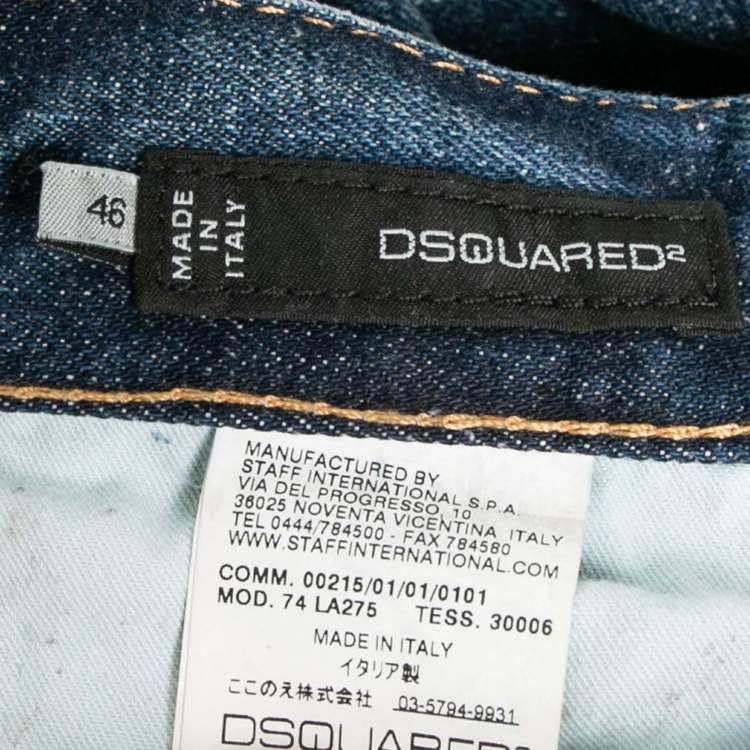 46
MADE
IN
ITALY
DSQUARED²
MANUFACTURED BY
STAFF INTERNATIONAL S.P.A.
VIA DEL PROGRESSO, 10
36025 NOVENTA VICENTINA ITALY
TEL 0444/784500 - FAX 784580
WWW.STAFFINTERNATIONAL.COM
COMM. 00215/01/01/0101
MOD. 74 LA275 TESS. 30006
MADE IN ITALY
イタリア製
ここのえ株式会社 03-5794-9931
DSQUARED²